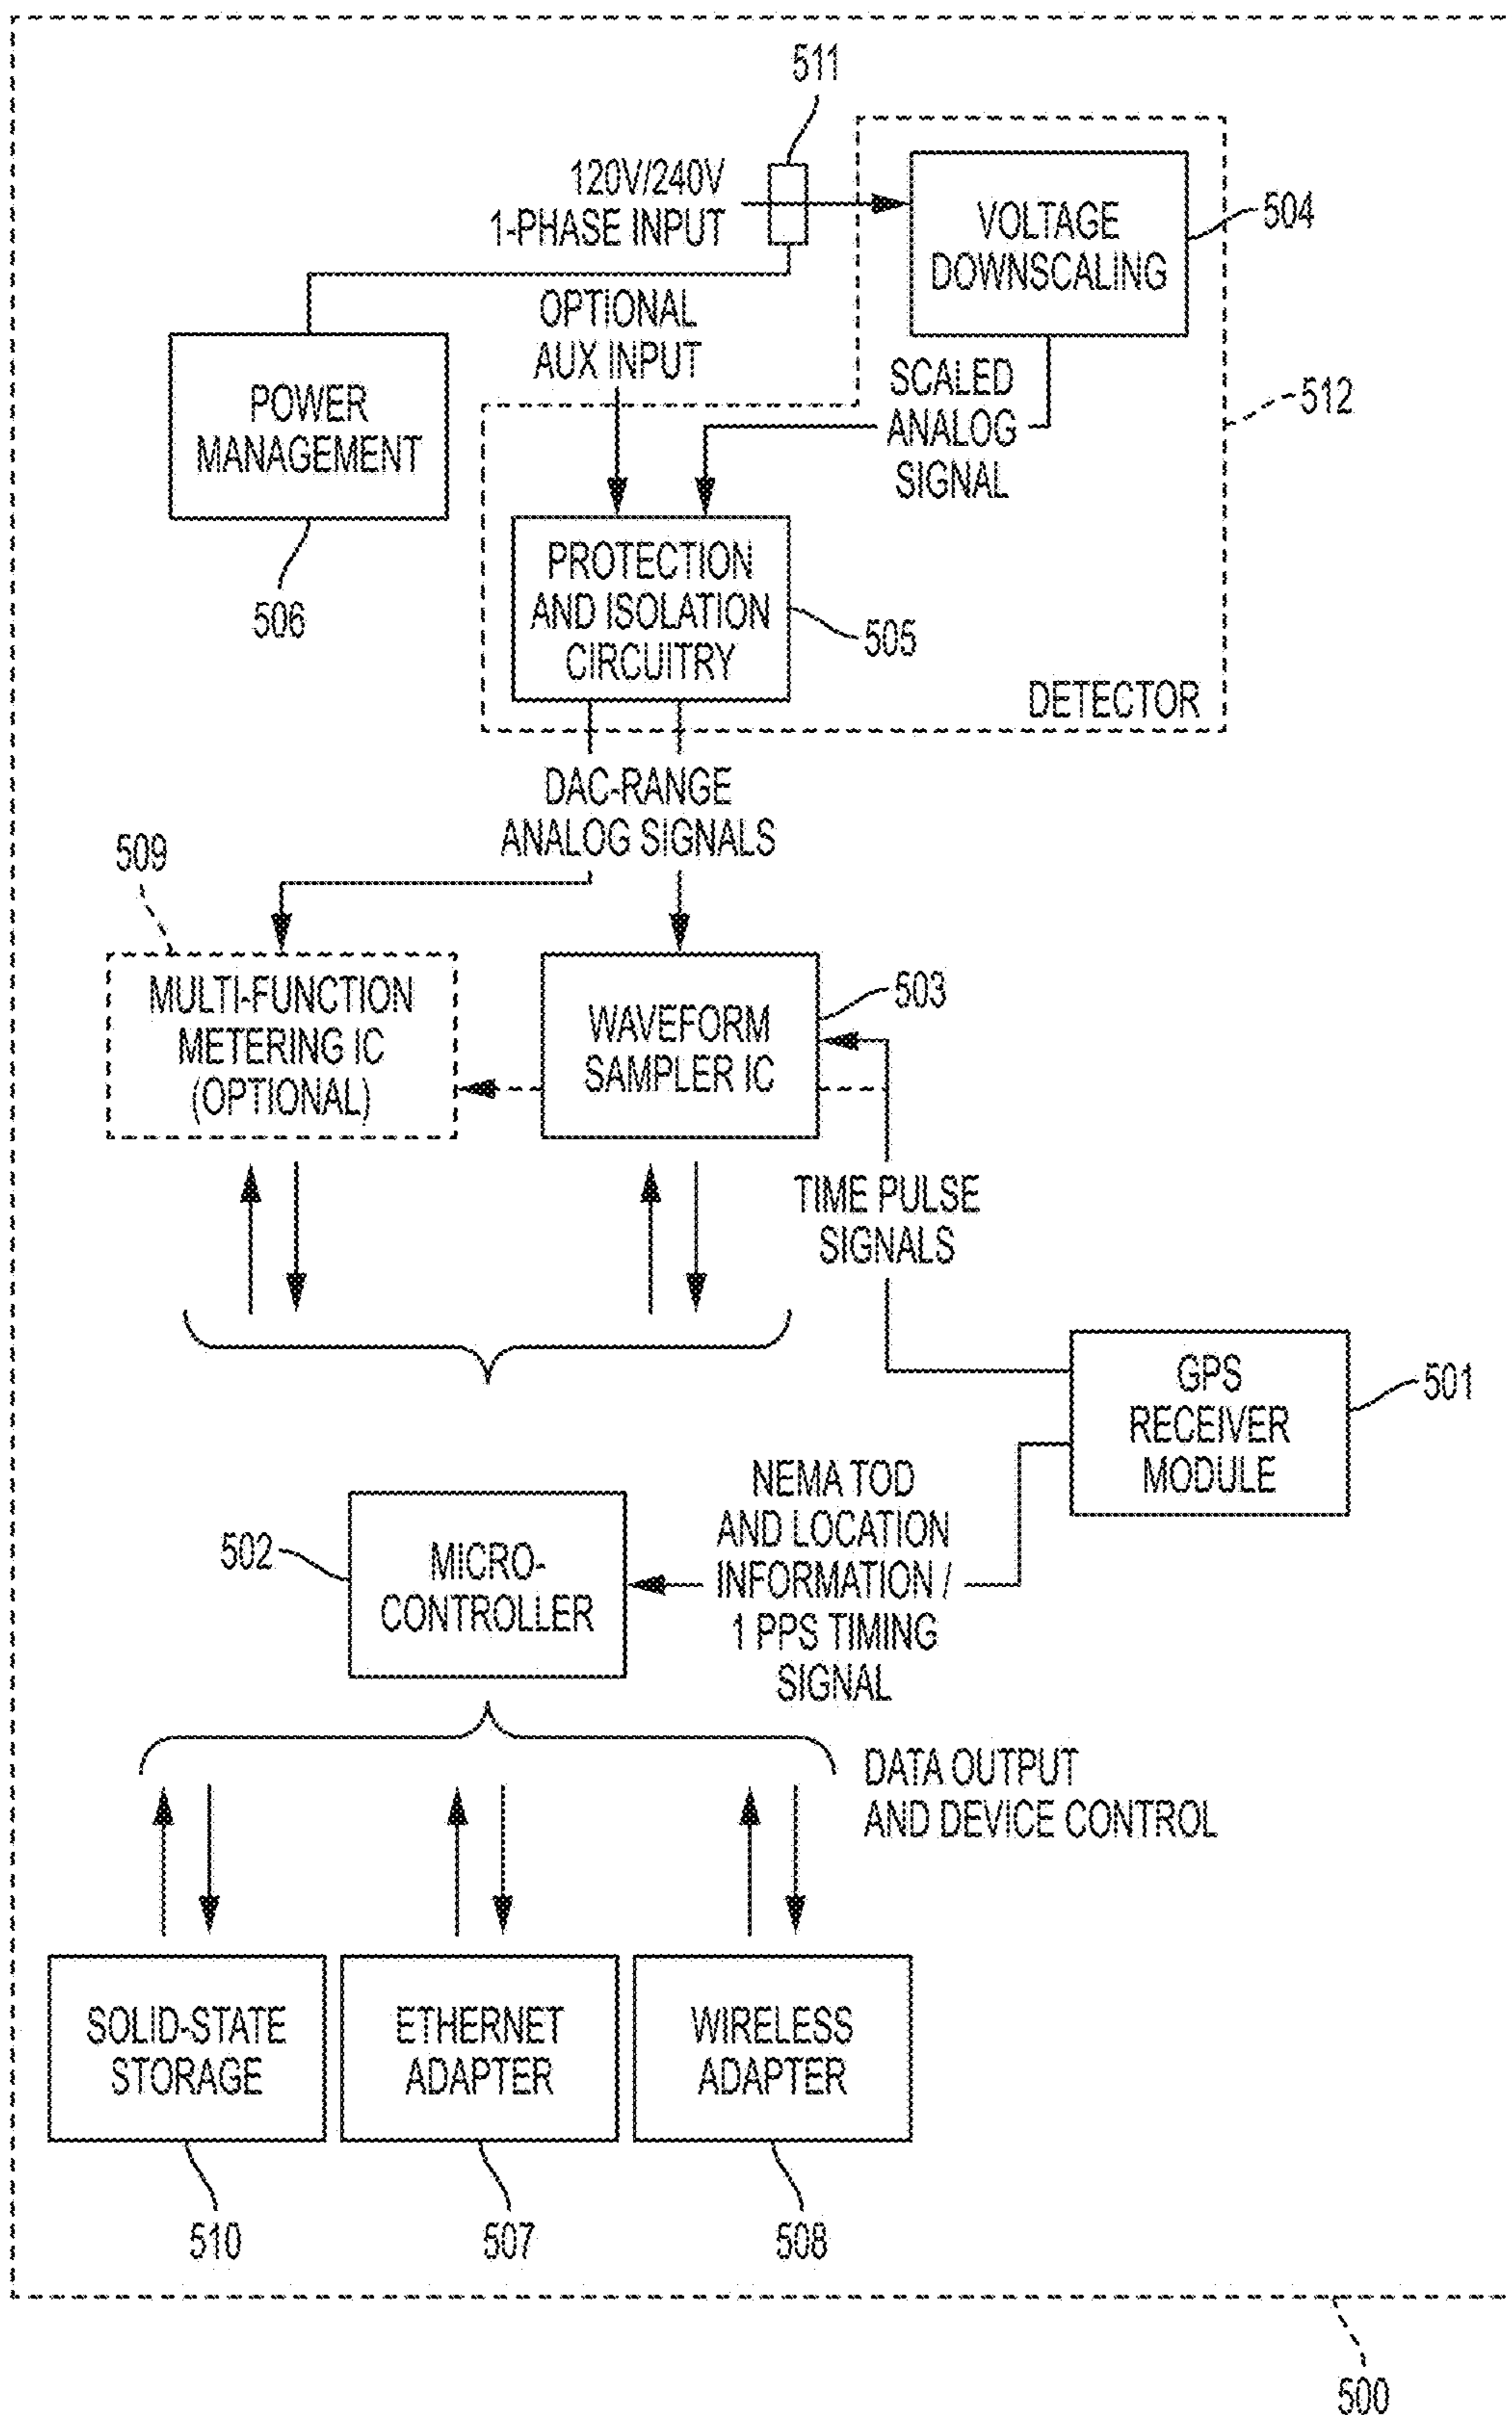 511
120V/240V
1-PHASE INPUT
VOLTAGE
DOWNSCALING
504
OPTIONAL
AUX INPUT
SCALED
ANALOG
SIGNAL
512
POWER
MANAGEMENT
506
PROTECTION
AND ISOLATION
CIRCUITRY
505
DETECTOR
DAC-RANGE
ANALOG SIGNALS
509
MULTI-FUNCTION
METERING IC
(OPTIONAL)
WAVEFORM
SAMPLER IC
503
TIME PULSE
SIGNALS
GPS
RECEIVER
MODULE
501
502
MICRO-
CONTROLLER
NEMA TOD
AND LOCATION
INFORMATION /
1 PPS TIMING
SIGNAL
DATA OUTPUT
AND DEVICE CONTROL
SOLID-STATE
STORAGE
ETHERNET
ADAPTER
WIRELESS
ADAPTER
510
507
508
500